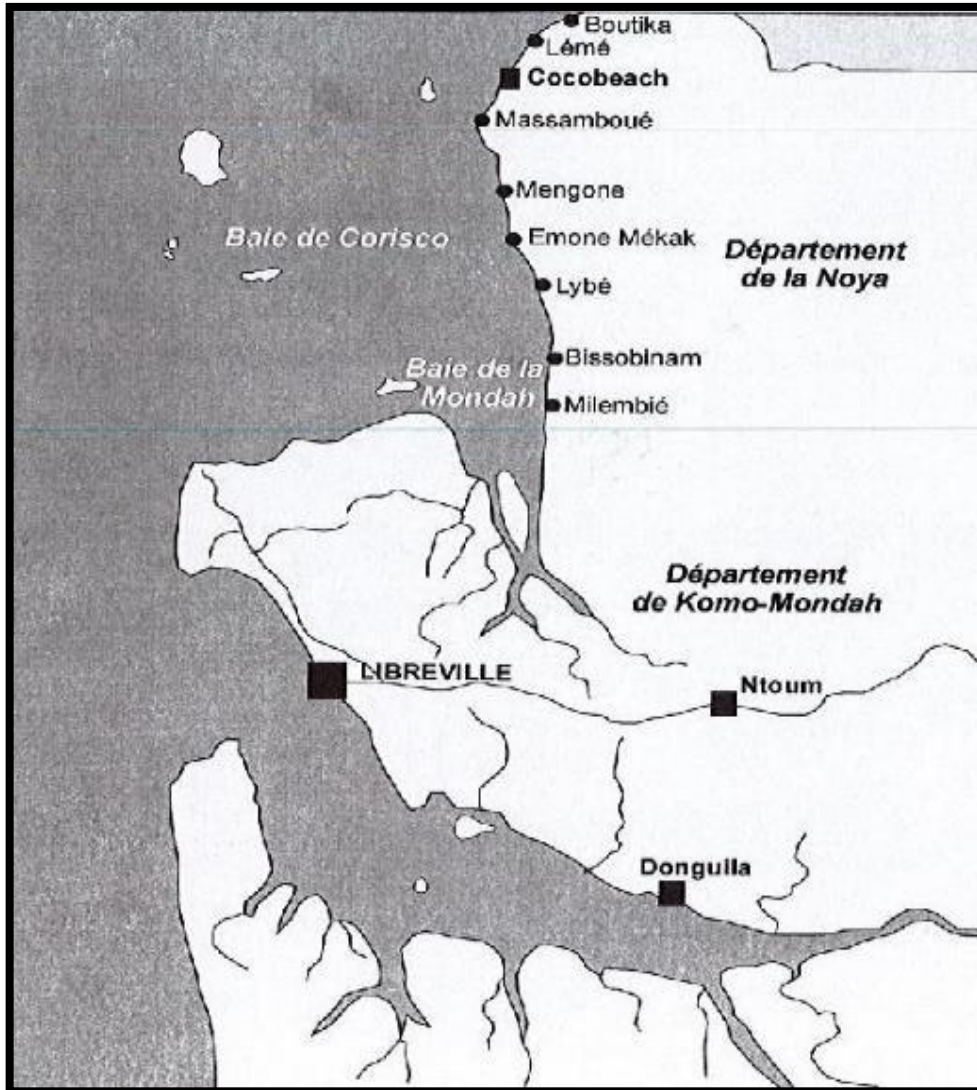 Boutika
Lémé
Cocobeach
Massamboué
Mengone
Baie de Corisco
Emone Mékak
Département
de la Noya
Lybé
Bissobinam
Baie de la
Mondah
Milembié
Département
de Komo-Mondah
LIBREVILLE
Ntoum
Donguila